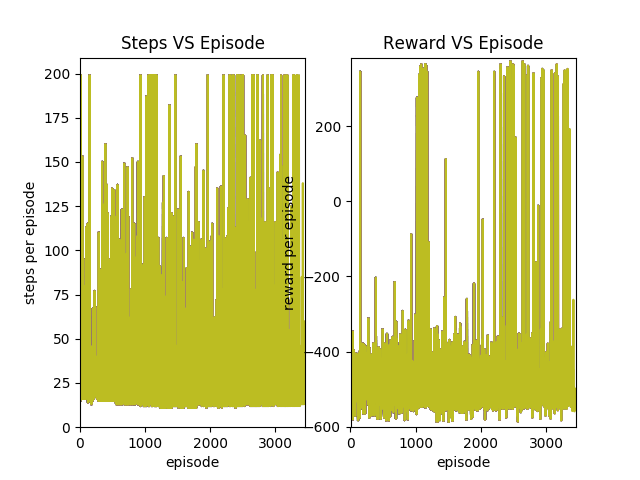 Steps VS Episode
Reward VS Episode
steps per episode
200
175
150
125
100
75
50
25
0
0 1000 2000 3000
episode
reward per episode
200
0
−200
−400
−600
0 1000 2000 3000
episode